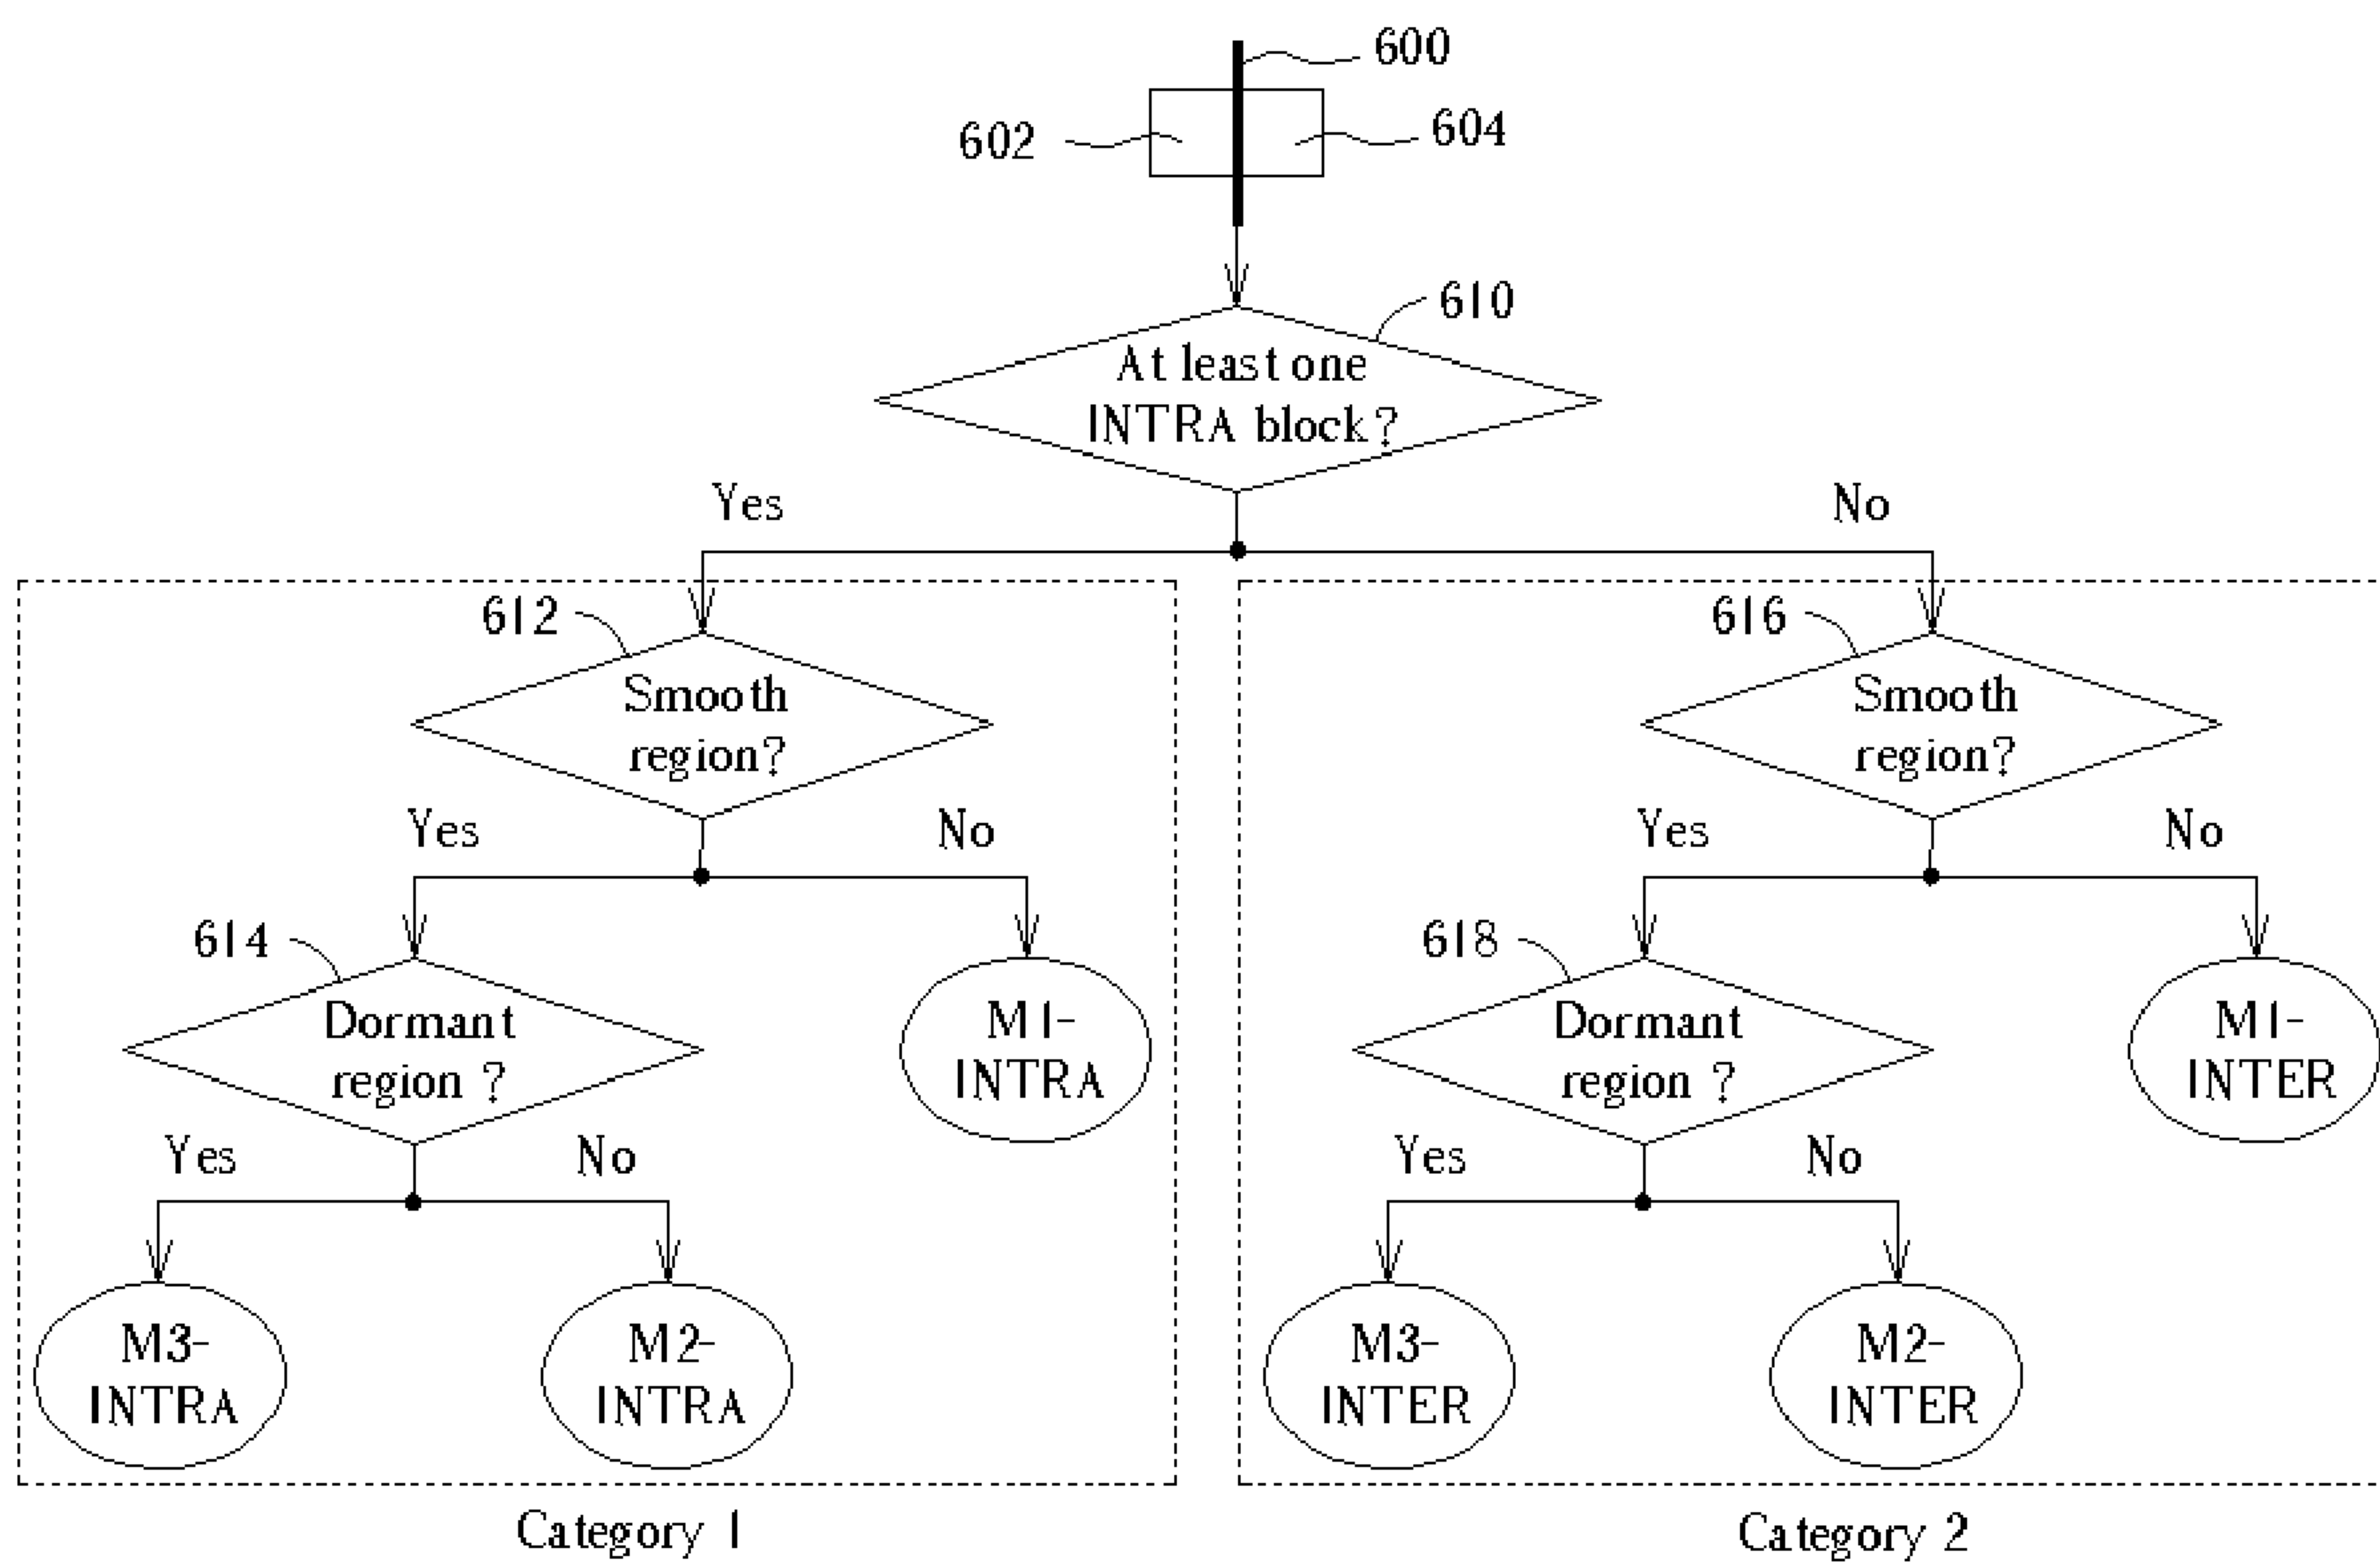 600
602
604
610
At least one
INTRA block?
Yes
No
612
Smooth
region?
616
Smooth
region?
Yes
No
Yes
No
614
Dormant
region ?
M1-
INTRA
618
Dormant
region ?
M1-
INTER
Yes
No
Yes
No
M3-
INTRA
M2-
INTRA
M3-
INTER
M2-
INTER
Category 1
Category 2